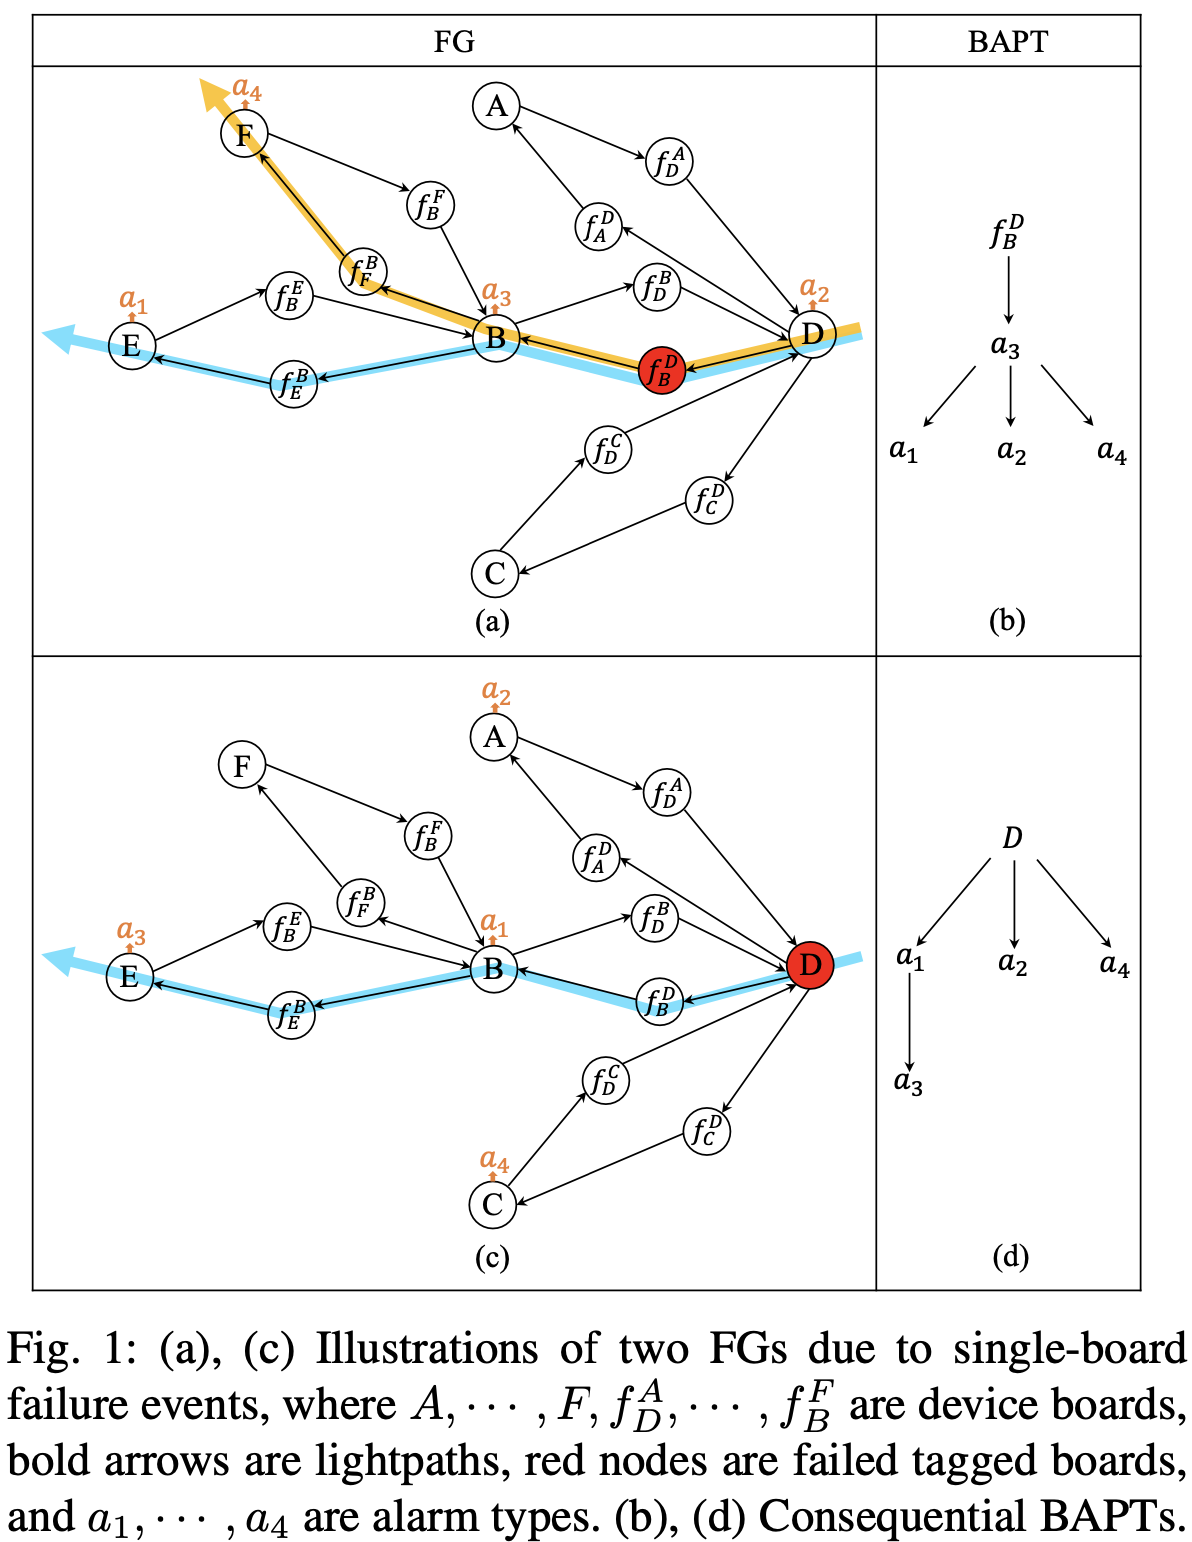 FG BAPT
a₄
F
A
f_D^A
f_B^F
f_A^D
f_D^B
f_F^B
f_B^E
a₁
a₃
a₂
E
B
D
f_B^D
f_E^B
f_D^C
f_C^D
C
(a)
f_B^D
a₃
a₁ a₂ a₄
(b)
a₂
A
F
f_D^A
f_B^F
f_A^D
f_F^B
f_D^B
f_B^E
a₃
a₁
E
B
D
f_B^D
f_E^B
f_D^C
f_C^D
a₄
C
(c)
D
a₁ a₂ a₄
a₃
(d)
Fig. 1: (a), (c) Illustrations of two FGs due to single-board
failure events, where A, ⋯ , F, f_D^A, ⋯ , f_B^F are device boards,
bold arrows are lightpaths, red nodes are failed tagged boards,
and a₁, ⋯ , a₄ are alarm types. (b), (d) Consequential BAPTs.